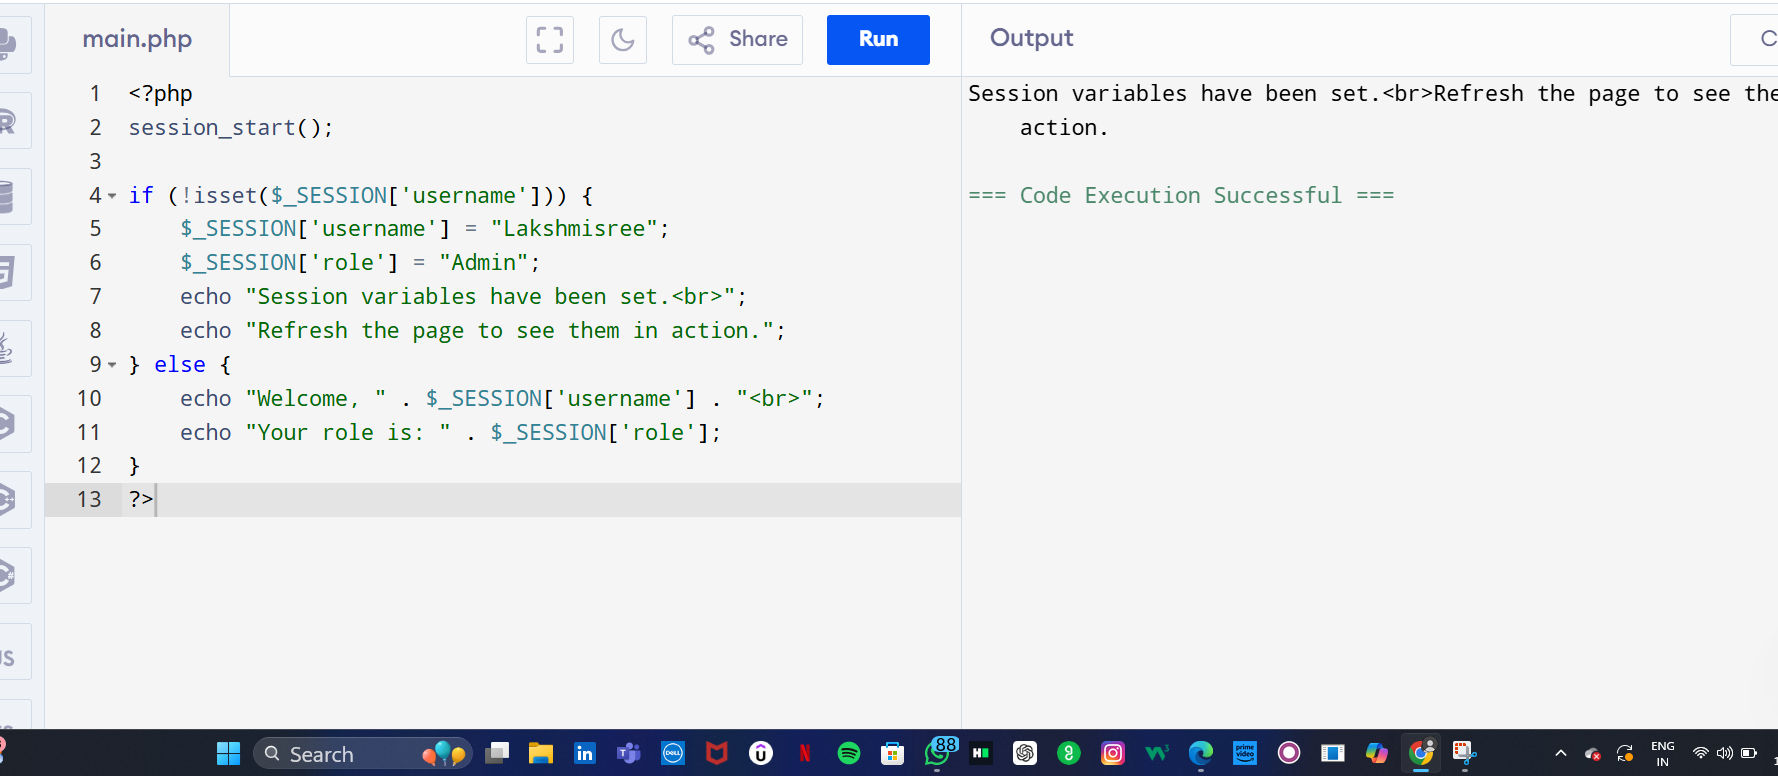 main.php
Share
Run
Output
C
1 <?php
2 session_start();
3
4 if (!isset($_SESSION['username'])) {
5     $_SESSION['username'] = "Lakshmisree";
6     $_SESSION['role'] = "Admin";
7     echo "Session variables have been set.<br>";
8     echo "Refresh the page to see them in action.";
9 } else {
10     echo "Welcome, " . $_SESSION['username'] . "<br>";
11     echo "Your role is: " . $_SESSION['role'];
12 }
13 ?>
Session variables have been set.<br>Refresh the page to see the
action.
=== Code Execution Successful ===
JS
Search
88
prime video
ENG
IN